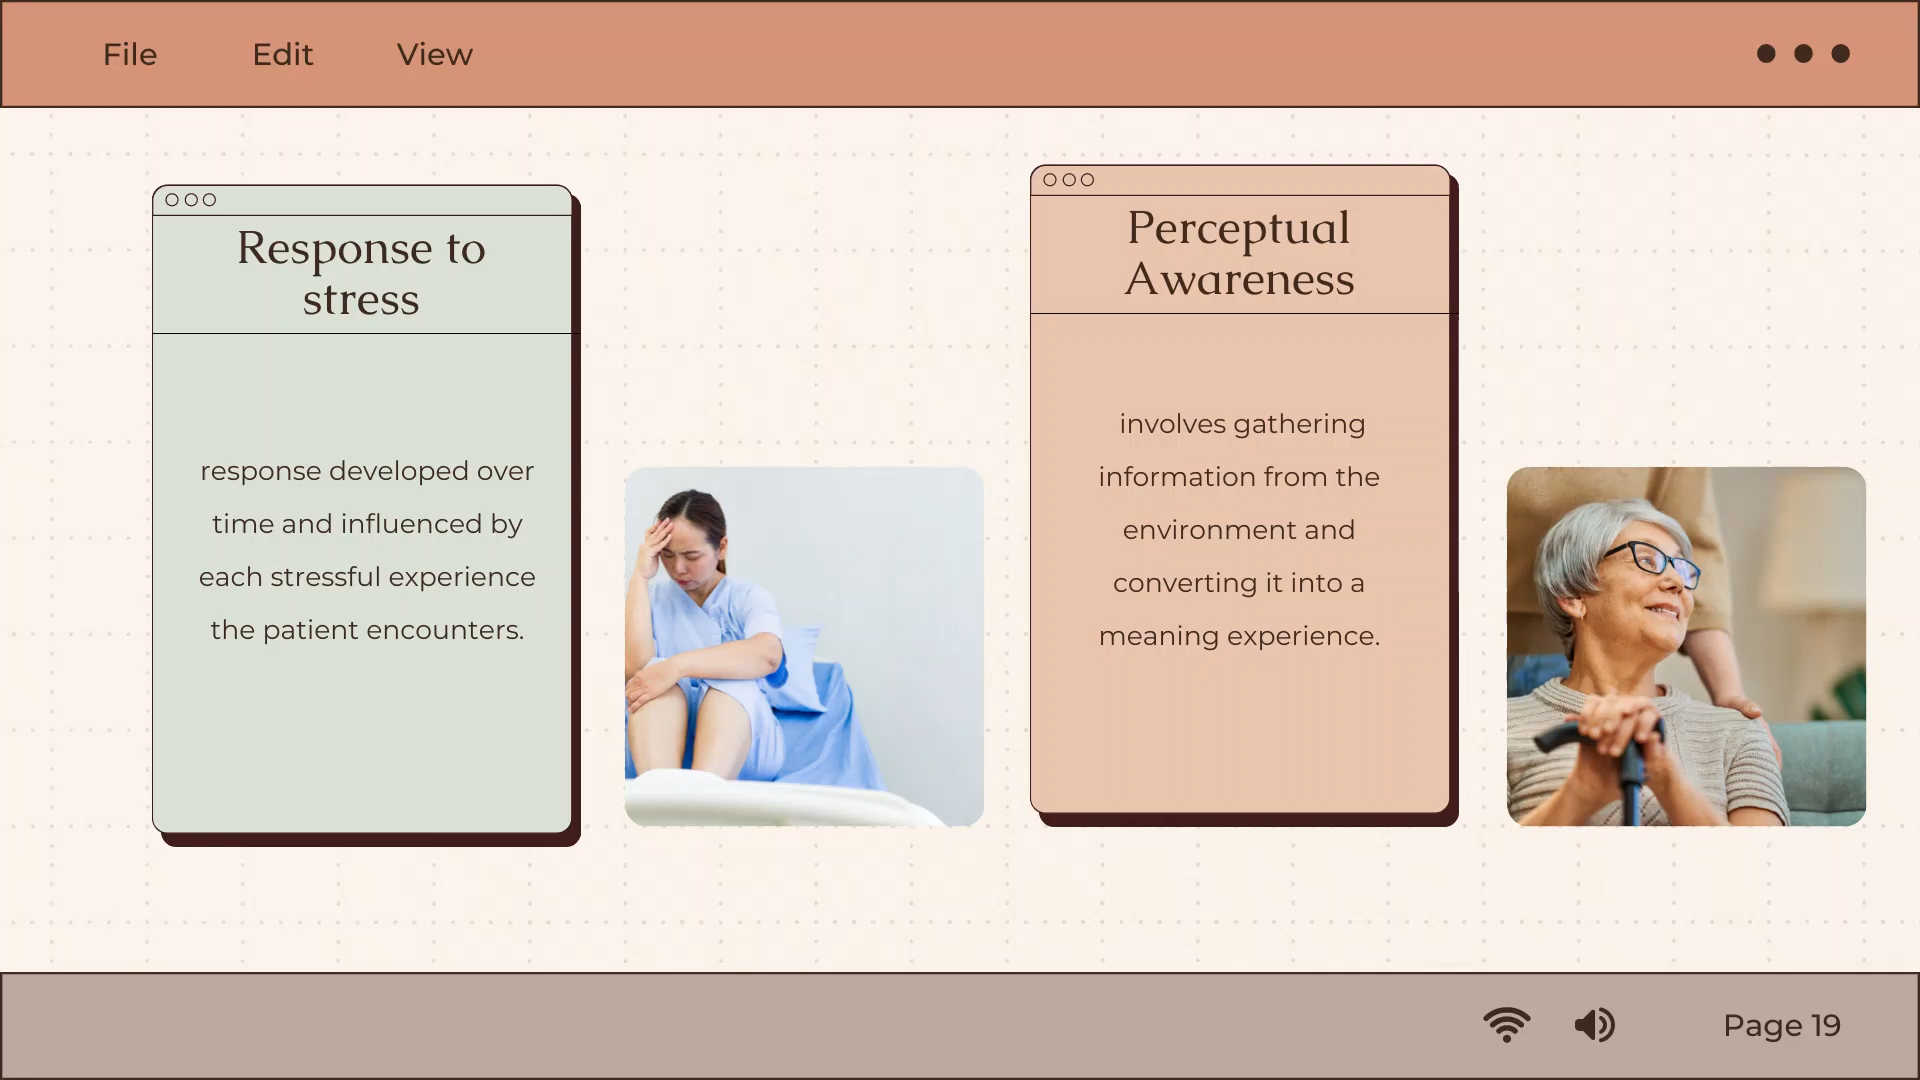 File Edit View
Response to
stress
response developed over
time and influenced by
each stressful experience
the patient encounters.
Perceptual
Awareness
involves gathering
information from the
environment and
converting it into a
meaning experience.
Page 19